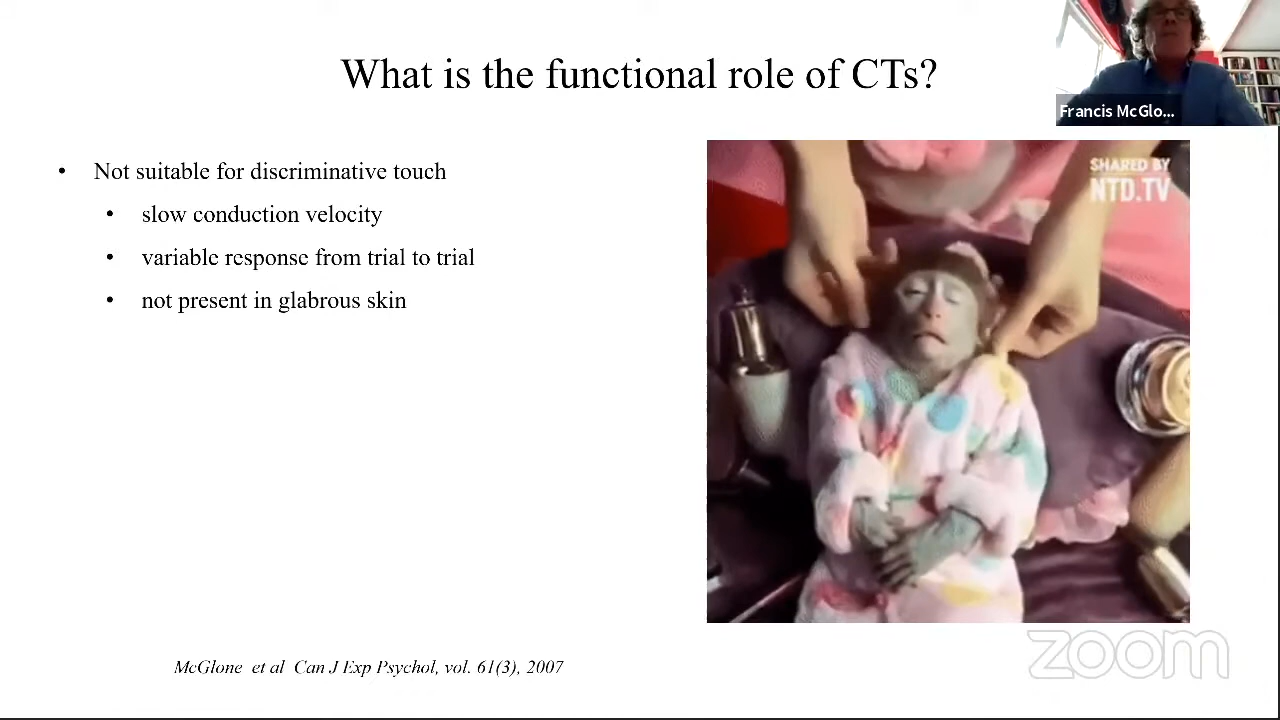 What is the functional role of CTs?
Francis McGlo...
• Not suitable for discriminative touch
• slow conduction velocity
• variable response from trial to trial
• not present in glabrous skin
SHARED BY
NTD.TV
McGlone et al Can J Exp Psychol, vol. 61(3), 2007
zoom